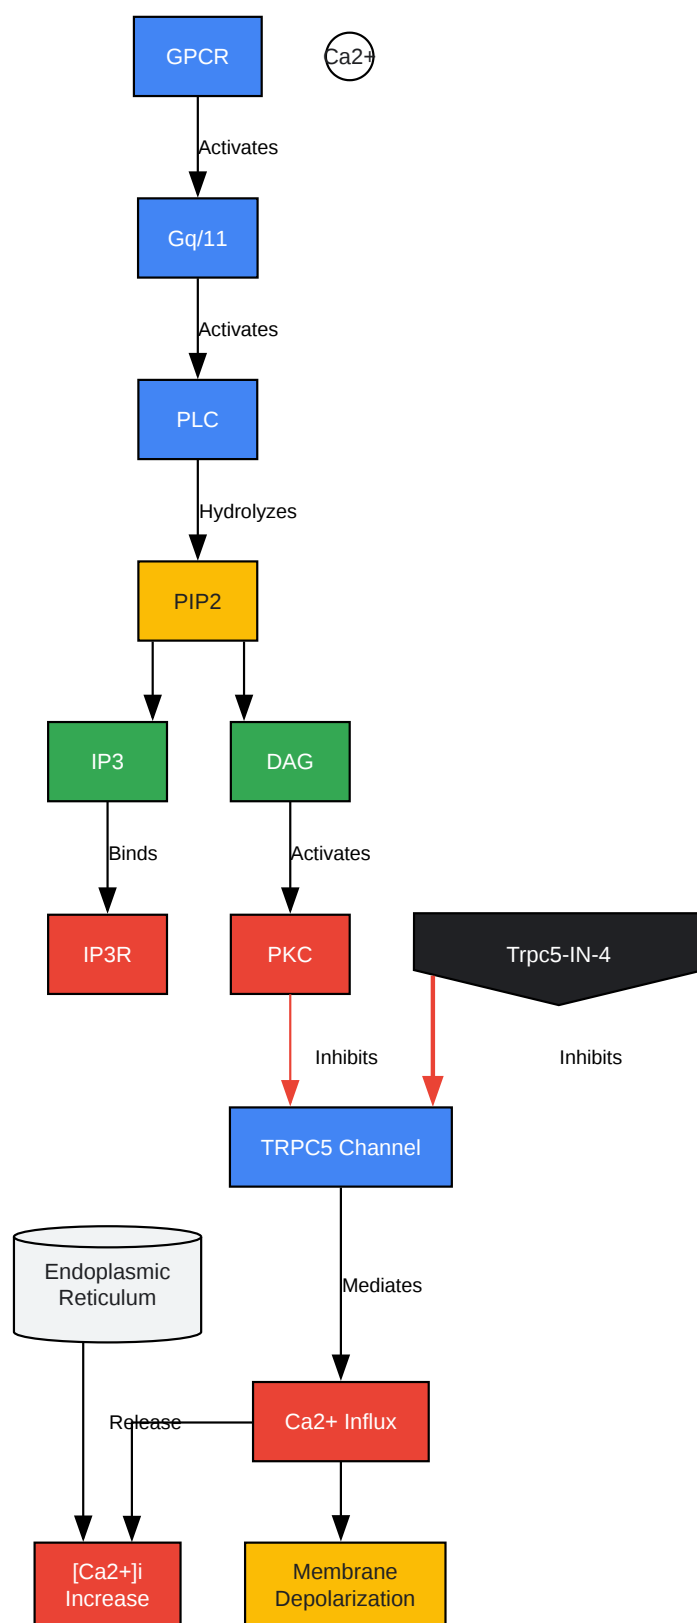 GPCR
Ca2+
Activates
Gq/11
Activates
PLC
Hydrolyzes
PIP2
IP3
DAG
Binds
Activates
IP3R
PKC
Trpc5-IN-4
Inhibits
Inhibits
TRPC5 Channel
Endoplasmic
Reticulum
Mediates
Release
Ca2+ Influx
[Ca2+]i
Increase
Membrane
Depolarization